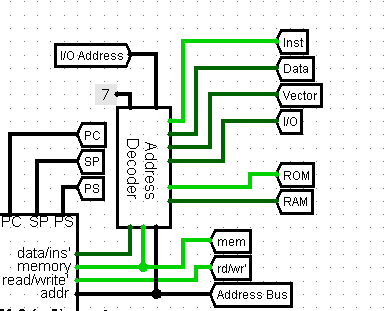 I/O Address
Inst
Data
7
Vector
I/O
PC
Address
Decoder
SP
ROM
PS
RAM
PC SP PS
mem
data/ins'
memory
rd/wr'
read/write'
addr
Address Bus